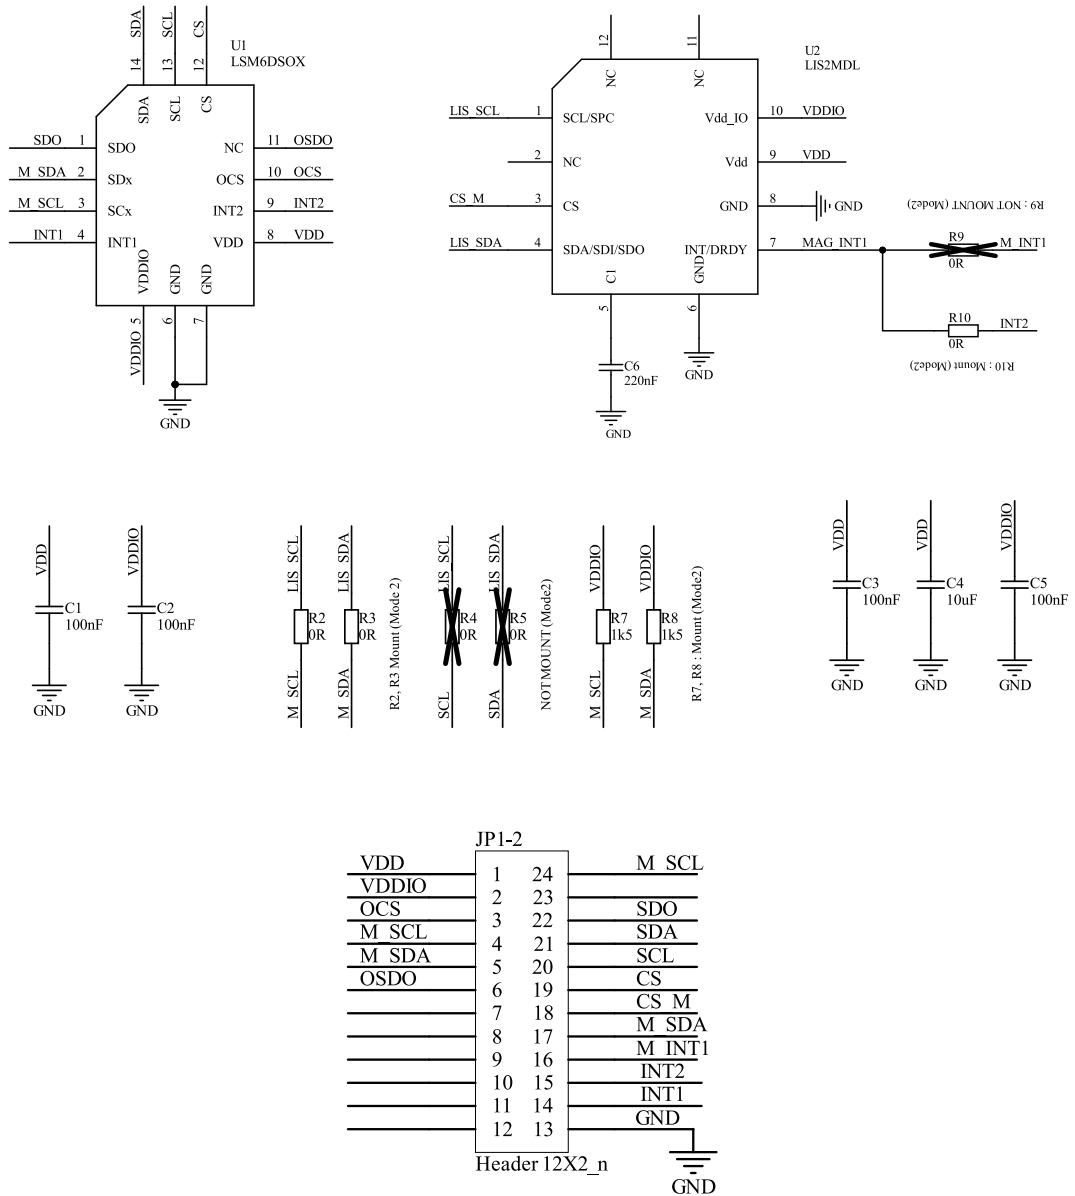 SDA
SCL
CS
14
13
12
U1
LSM6DSOX
SDA
SCL
CS
SDO 1 SDO
M_SDA 2 SDx
M_SCL 3 SCx
INT1 4 INT1
NC 11 OSDO
OCS 10 OCS
INT2 9 INT2
VDD 8 VDD
VDDIO
GND
GND
VDDIO 5
6
7
GND
12
11
U2
LIS2MDL
NC
NC
LIS_SCL 1 SCL/SPC
2 NC
CS_M 3 CS
LIS_SDA 4 SDA/SDI/SDO
Vdd_IO 10 VDDIO
Vdd 9 VDD
GND 8 GND
INT/DRDY 7 MAG_INT1
C1
GND
5
6
C6
220nF
GND
GND
R9 : NOT MOUNT (Mode2)
R9
0R
M_INT1
R10
0R
INT2
R10 : Mount (Mode2)
VDD
C1
100nF
GND
VDDIO
C2
100nF
GND
LIS_SCL
R2
0R
M_SCL
LIS_SDA
R3
0R
M_SDA
R2, R3 Mount (Mode 2)
LIS_SCL
R4
0R
SCL
LIS_SDA
R5
0R
SDA
NOT MOUNT (Mode2)
VDDIO
R7
1k5
M_SCL
VDDIO
R8
1k5
M_SDA
R7, R8 : Mount (Mode2)
VDD
C3
100nF
GND
VDD
C4
10uF
GND
VDDIO
C5
100nF
GND
JP1-2
VDD 1 24 M_SCL
VDDIO 2 23
OCS 3 22 SDO
M_SCL 4 21 SDA
M_SDA 5 20 SCL
OSDO 6 19 CS
7 18 CS_M
8 17 M_SDA
9 16 M_INT1
10 15 INT2
11 14 INT1
12 13 GND
Header 12X2_n
GND